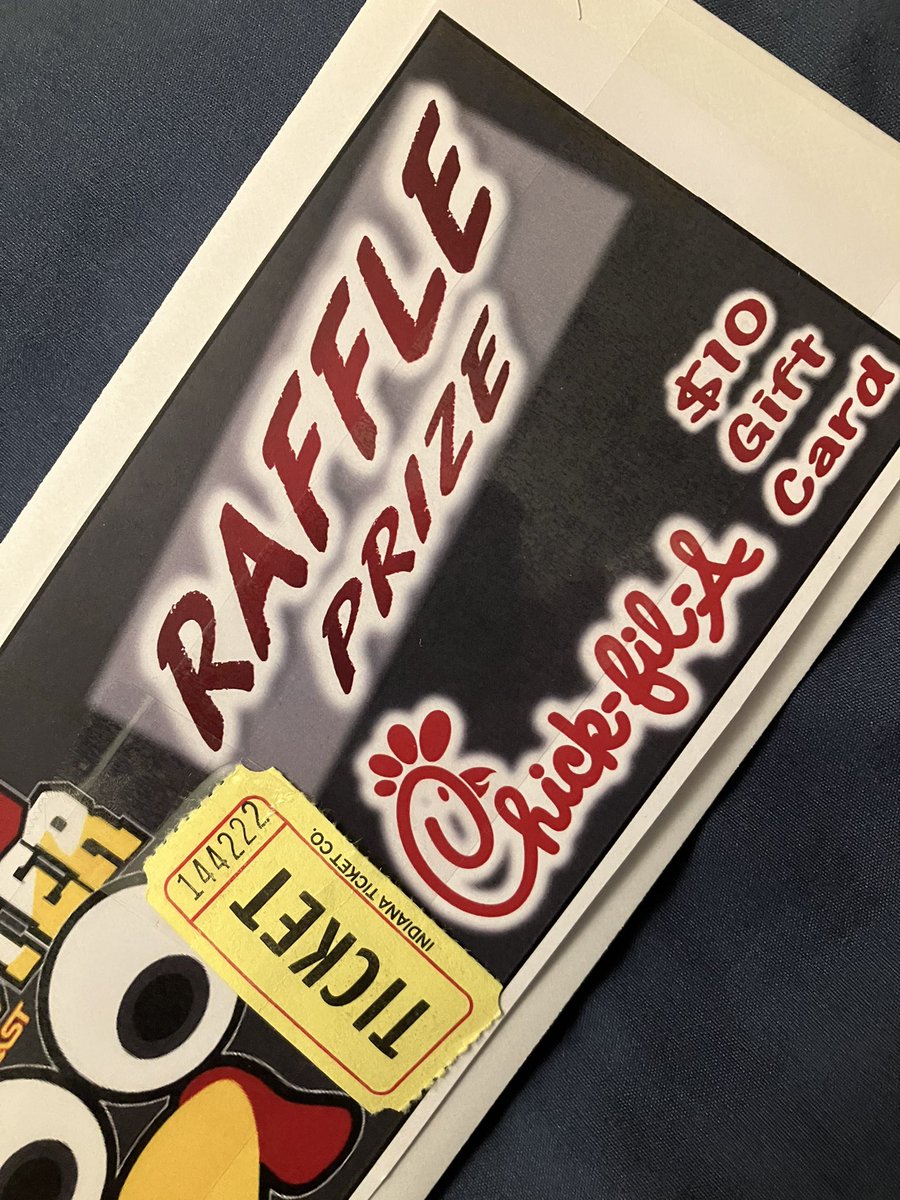 RAFFLE
PRIZE
$10
Gift
Card
Chick-fil-A
144222
TICKET
INDIANA TICKET CO.